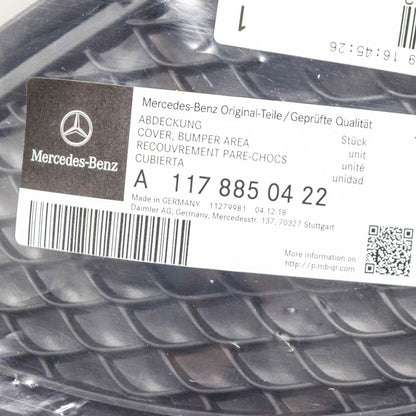 1
9 16:45:26
Mercedes-Benz
Mercedes-Benz Original-Teile/Geprüfte Qualität
ABDECKUNG
COVER, BUMPER AREA
RECOUVREMENT PARE-CHOCS
CUBIERTA
Stück
unit
unité
unidad
A 117 885 04 22
Made in GERMANY 11279981 04.12.18
Daimler AG, Germany, Mercedesstr. 137, 70327 Stuttgart
More information on
http://p.mb-qr.com